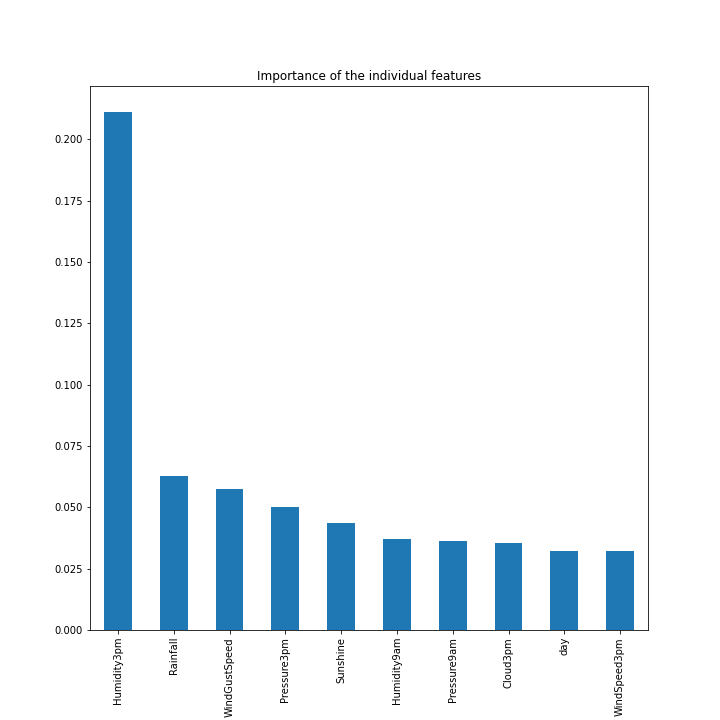 Importance of the individual features
0.200
0.175
0.150
0.125
0.100
0.075
0.050
0.025
0.000
Humidity3pm
Rainfall
WindGustSpeed
Pressure3pm
Sunshine
Humidity9am
Pressure9am
Cloud3pm
day
WindSpeed3pm